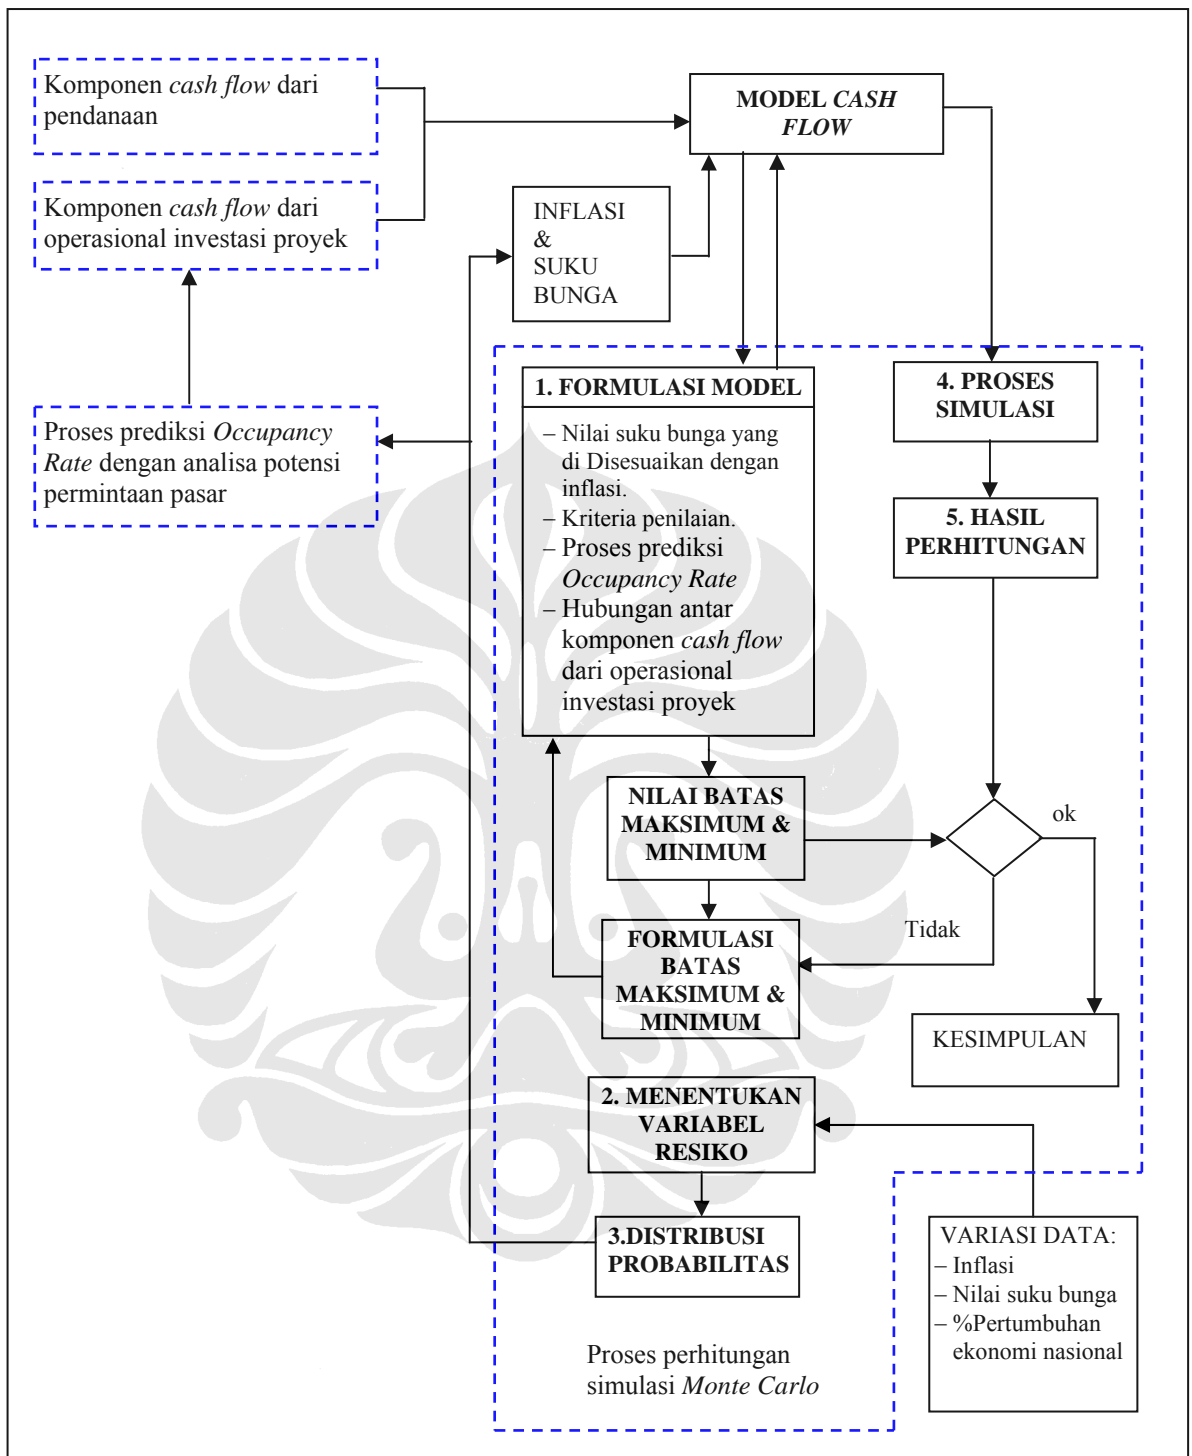 Komponen cash flow dari
pendanaan
MODEL CASH
FLOW
Komponen cash flow dari
operasional investasi proyek
INFLASI
&
SUKU
BUNGA
1. FORMULASI MODEL
– Nilai suku bunga yang
di Disesuaikan dengan
inflasi.
– Kriteria penilaian.
– Proses prediksi
Occupancy Rate
– Hubungan antar
komponen cash flow
dari operasional
investasi proyek
4. PROSES
SIMULASI
Proses prediksi Occupancy
Rate dengan analisa potensi
permintaan pasar
5. HASIL
PERHITUNGAN
NILAI BATAS
MAKSIMUM &
MINIMUM
ok
Tidak
FORMULASI
BATAS
MAKSIMUM &
MINIMUM
KESIMPULAN
2. MENENTUKAN
VARIABEL
RESIKO
3.DISTRIBUSI
PROBABILITAS
VARIASI DATA:
– Inflasi
– Nilai suku bunga
– %Pertumbuhan
ekonomi nasional
Proses perhitungan
simulasi Monte Carlo